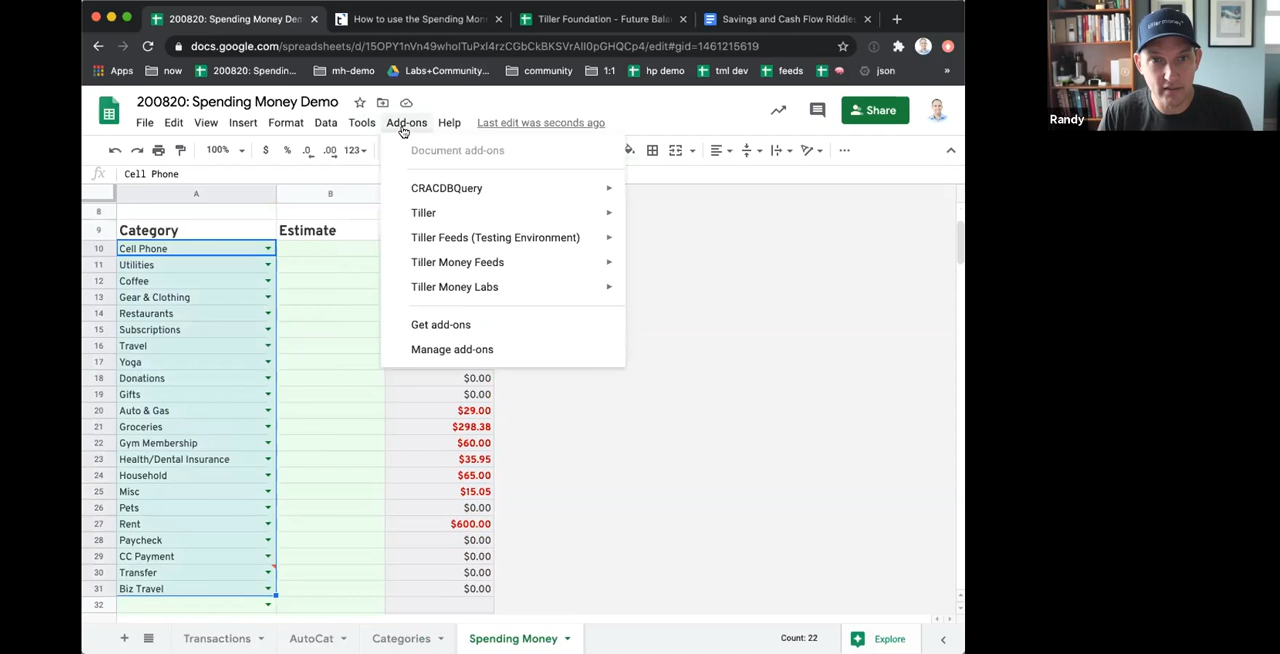 200820: Spending Money Dem
How to use the Spending Mon
Tiller Foundation - Future Bala
Savings and Cash Flow Riddles
docs.google.com/spreadsheets/d/15OPY1nVn49wholTuPxl4rzCGbCkBKSVrAll0pGHQCp4/edit#gid=1461215619
Apps
now
200820: Spendin...
mh-demo
Labs+Community...
community
1:1
hp demo
tml dev
feeds
json
»
200820: Spending Money Demo
File Edit View Insert Format Data Tools Add-ons Help Last edit was seconds ago
Share
100% $ % .0 .00 123
Document add-ons
CRACDBQuery
Tiller
Tiller Feeds (Testing Environment)
Tiller Money Feeds
Tiller Money Labs
Get add-ons
Manage add-ons
fx Cell Phone
A B
8
9 Category Estimate
10 Cell Phone
11 Utilities
12 Coffee
13 Gear & Clothing
14 Restaurants
15 Subscriptions
16 Travel
17 Yoga
18 Donations $0.00
19 Gifts $0.00
20 Auto & Gas $29.00
21 Groceries $298.38
22 Gym Membership $60.00
23 Health/Dental Insurance $35.95
24 Household $65.00
25 Misc $15.05
26 Pets $0.00
27 Rent $600.00
28 Paycheck $0.00
29 CC Payment $0.00
30 Transfer $0.00
31 Biz Travel $0.00
32
Transactions AutoCat Categories Spending Money Count: 22 Explore
tiller money
Randy